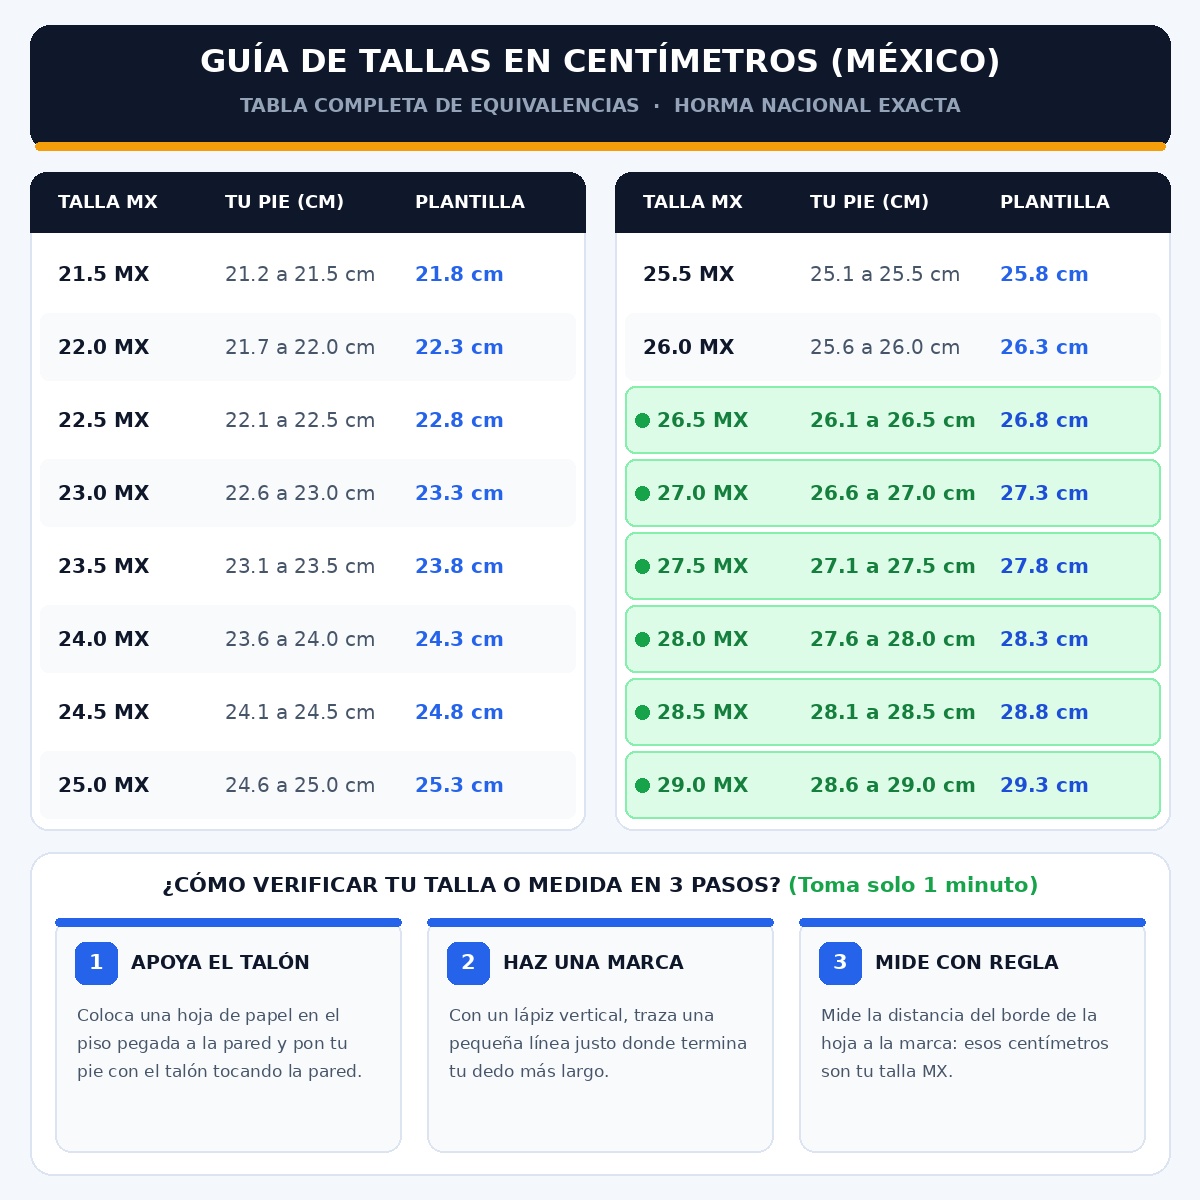 GUÍA DE TALLAS EN CENTÍMETROS (MÉXICO)
TABLA COMPLETA DE EQUIVALENCIAS · HORMA NACIONAL EXACTA
TALLA MX TU PIE (CM) PLANTILLA
21.5 MX 21.2 a 21.5 cm 21.8 cm
22.0 MX 21.7 a 22.0 cm 22.3 cm
22.5 MX 22.1 a 22.5 cm 22.8 cm
23.0 MX 22.6 a 23.0 cm 23.3 cm
23.5 MX 23.1 a 23.5 cm 23.8 cm
24.0 MX 23.6 a 24.0 cm 24.3 cm
24.5 MX 24.1 a 24.5 cm 24.8 cm
25.0 MX 24.6 a 25.0 cm 25.3 cm
TALLA MX TU PIE (CM) PLANTILLA
25.5 MX 25.1 a 25.5 cm 25.8 cm
26.0 MX 25.6 a 26.0 cm 26.3 cm
26.5 MX 26.1 a 26.5 cm 26.8 cm
27.0 MX 26.6 a 27.0 cm 27.3 cm
27.5 MX 27.1 a 27.5 cm 27.8 cm
28.0 MX 27.6 a 28.0 cm 28.3 cm
28.5 MX 28.1 a 28.5 cm 28.8 cm
29.0 MX 28.6 a 29.0 cm 29.3 cm
¿CÓMO VERIFICAR TU TALLA O MEDIDA EN 3 PASOS? (Toma solo 1 minuto)
1 APOYA EL TALÓN
Coloca una hoja de papel en el
piso pegada a la pared y pon tu
pie con el talón tocando la pared.
2 HAZ UNA MARCA
Con un lápiz vertical, traza una
pequeña línea justo donde termina
tu dedo más largo.
3 MIDE CON REGLA
Mide la distancia del borde de la
hoja a la marca: esos centímetros
son tu talla MX.